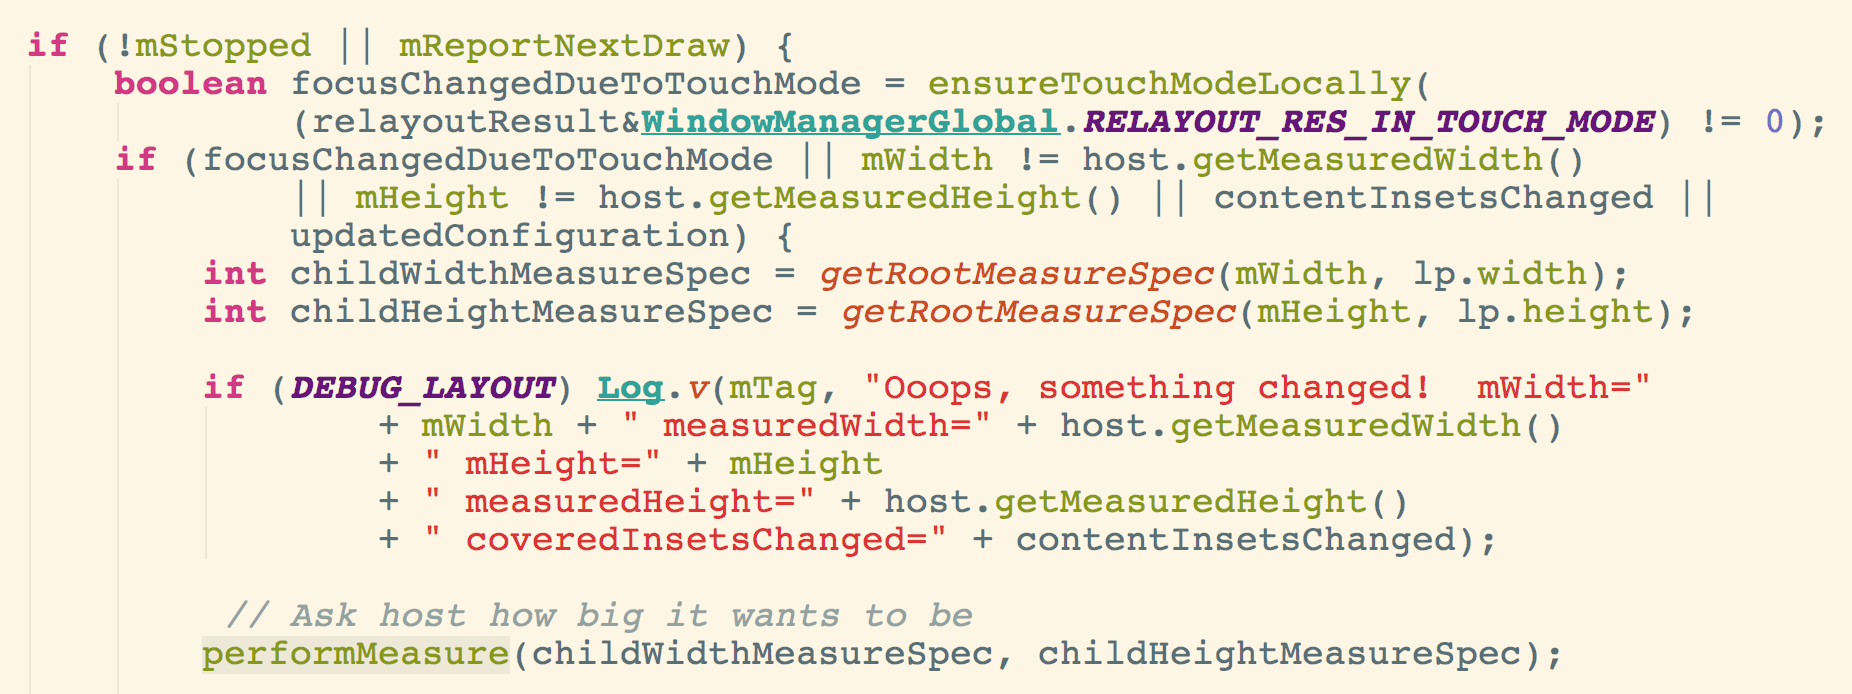 if (!mStopped || mReportNextDraw) {
boolean focusChangedDueToTouchMode = ensureTouchModeLocally(
(relayoutResult&WindowManagerGlobal.RELAYOUT_RES_IN_TOUCH_MODE) != 0);
if (focusChangedDueToTouchMode || mWidth != host.getMeasuredWidth()
|| mHeight != host.getMeasuredHeight() || contentInsetsChanged ||
updatedConfiguration) {
int childWidthMeasureSpec = getRootMeasureSpec(mWidth, lp.width);
int childHeightMeasureSpec = getRootMeasureSpec(mHeight, lp.height);
if (DEBUG_LAYOUT) Log.v(mTag, "Ooops, something changed!  mWidth="
+ mWidth + " measuredWidth=" + host.getMeasuredWidth()
+ " mHeight=" + mHeight
+ " measuredHeight=" + host.getMeasuredHeight()
+ " coveredInsetsChanged=" + contentInsetsChanged);
// Ask host how big it wants to be
performMeasure(childWidthMeasureSpec, childHeightMeasureSpec);